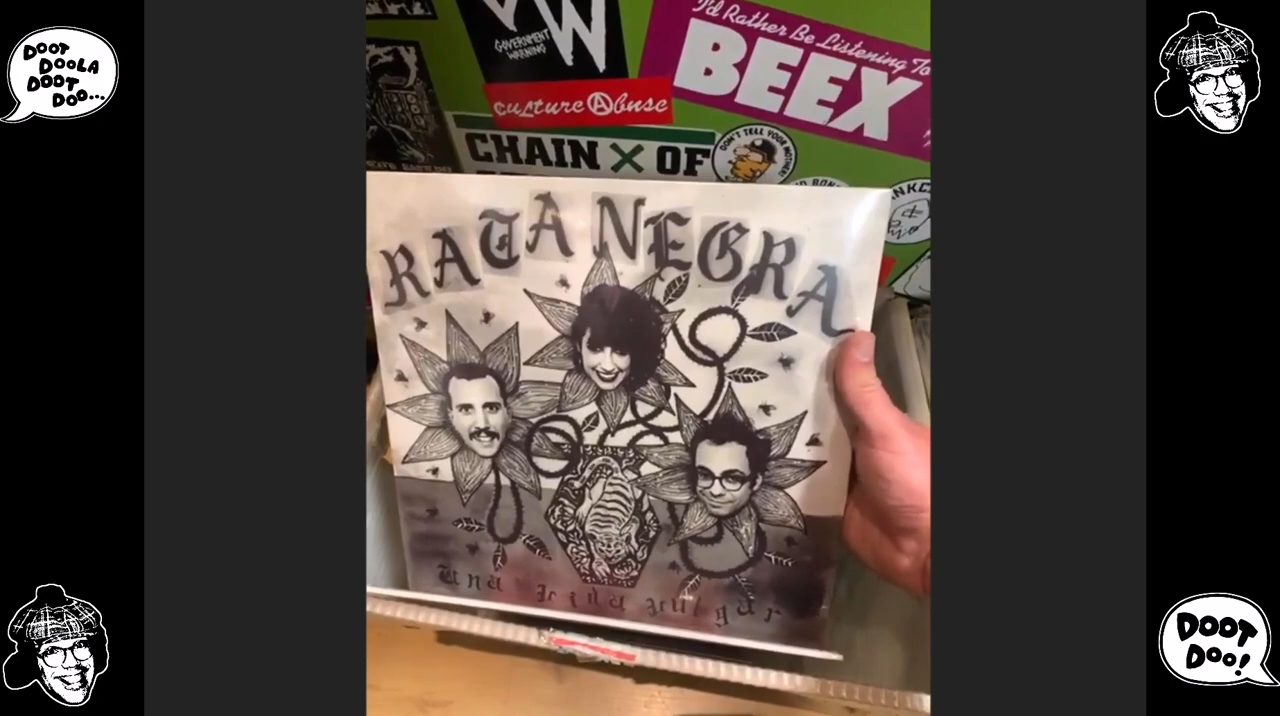 DOOT
DOOLA
DOOT
DOO...
GOVERNMENT
WARNING
I'd Rather Be Listening To
BEEX
cuLture Abuse
CHAIN X OF
DON'T TELL YOUR MOTHER!
RATA NEGRA
Una vida vulgar
DOOT
DOO!